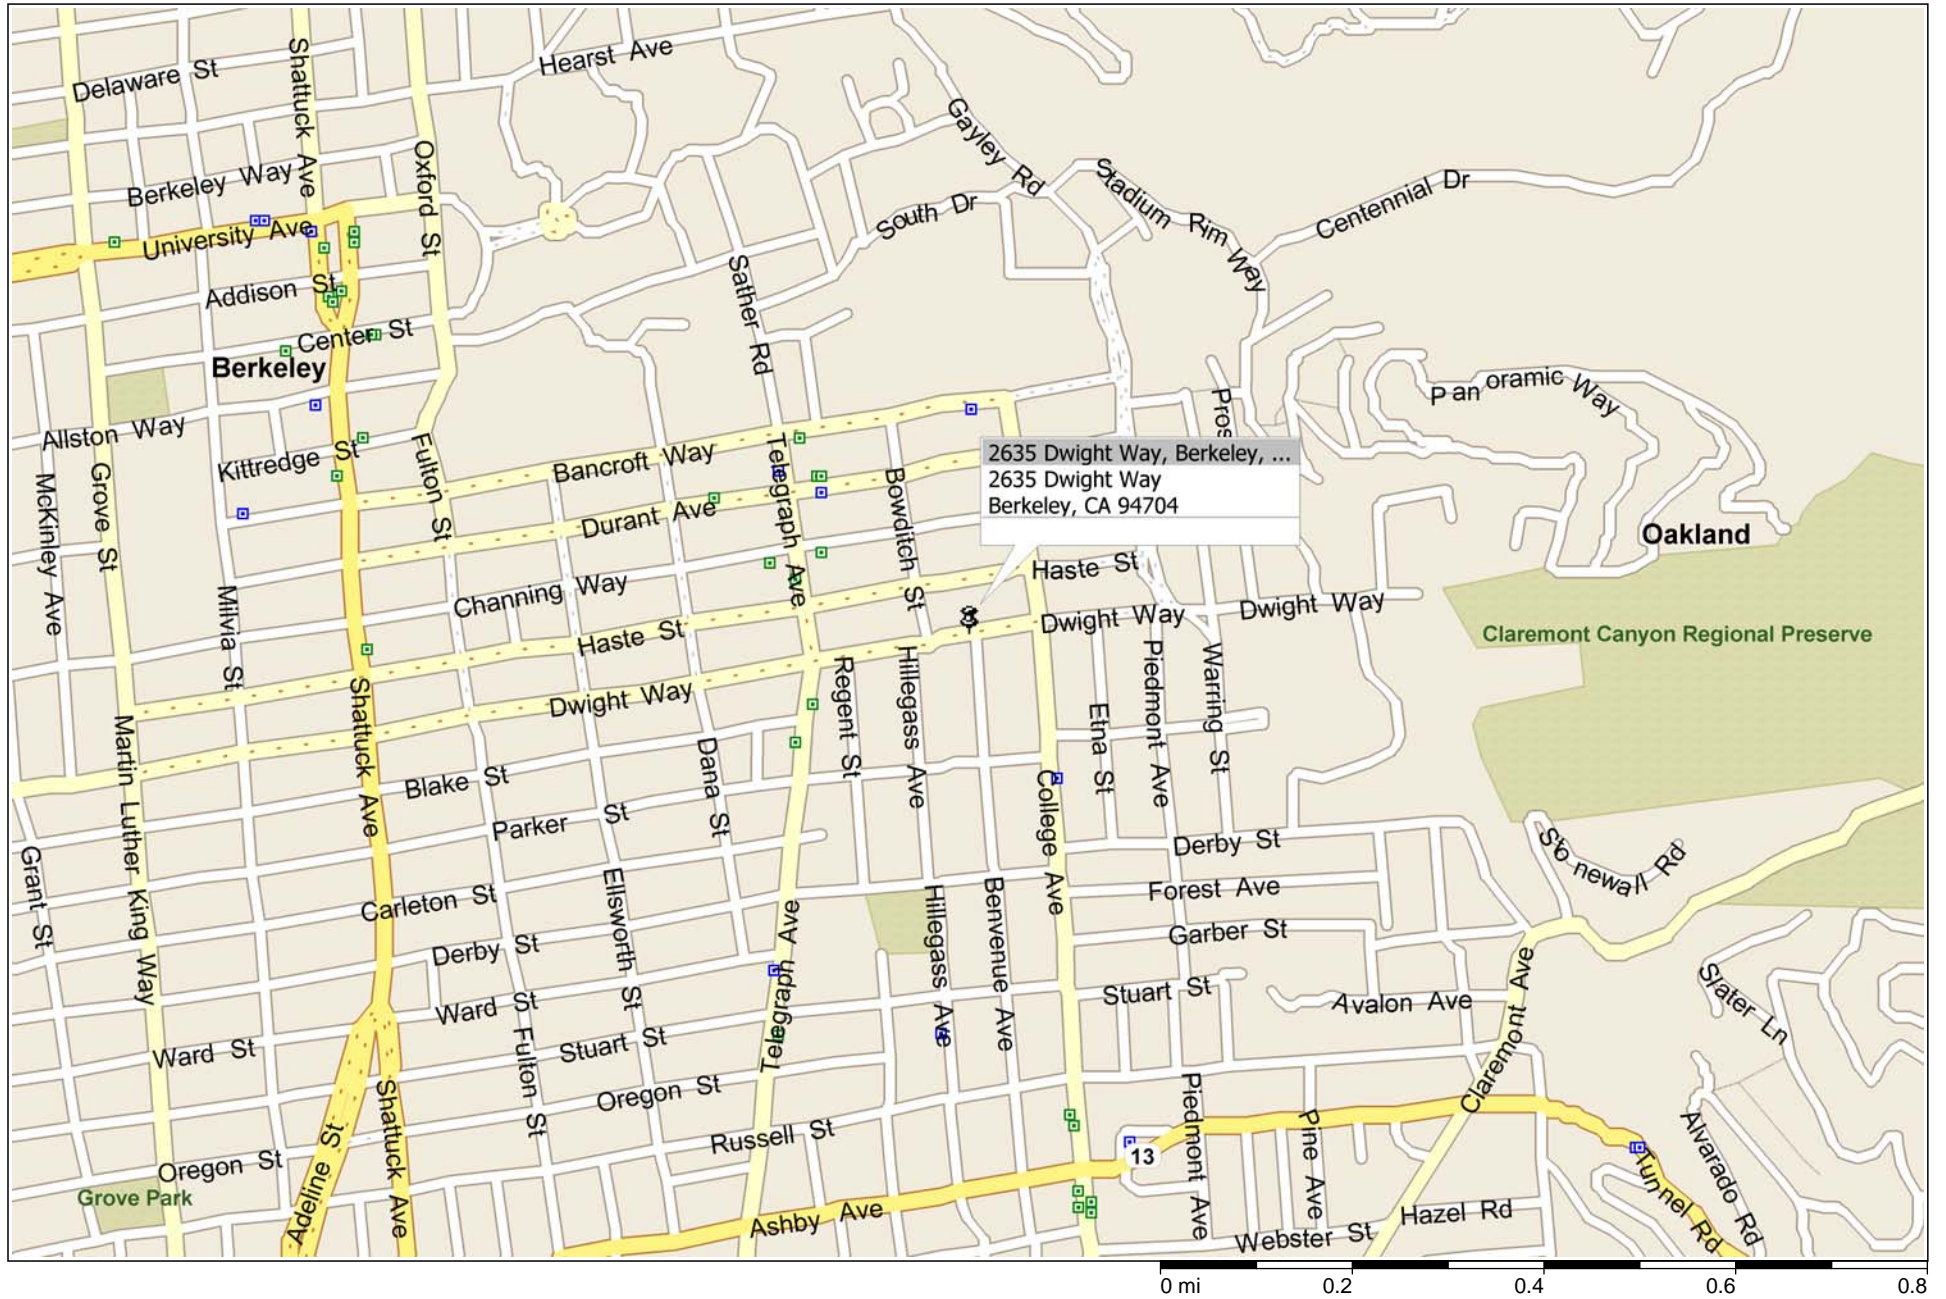 Hearst Ave
Delaware St
Shattuck Ave
Gayley Rd
Oxford St
Stadium Rim Way
Berkeley Way
Centennial Dr
South Dr
University Ave
Sather Rd
Addison St
Center St
Berkeley
Panoramic Way
Pros
Allston Way
Kittredge St
Fulton St
Bancroft Way
Telegraph Ave
2635 Dwight Way, Berkeley, ...
2635 Dwight Way
Berkeley, CA 94704
Grove St
McKinley Ave
Bowditch St
Durant Ave
Oakland
Haste St
Channing Way
Milvia St
Dwight Way
Dwight Way
Haste St
Claremont Canyon Regional Preserve
Hillegass Ave
Regent St
Piedmont Ave
Warring St
Shattuck Ave
Dwight Way
Etna St
Martin Luther King Way
Dana St
Blake St
College Ave
Parker St
Derby St
Stonewall Rd
Grant St
Ellsworth St
Carleton St
Hillegass Ave
Benvenue Ave
Forest Ave
Telegraph Ave
Garber St
Derby St
Claremont Ave
Slater Ln
Stuart St
Avalon Ave
Ward St
Fulton St
Stuart St
Ward St
Oregon St
Piedmont Ave
Shattuck Ave
Pine Ave
Alvarado Rd
Russell St
Adeline St
13
Oregon St
Tunnel Rd
Grove Park
Ashby Ave
Hazel Rd
Webster St
0 mi 0.2 0.4 0.6 0.8